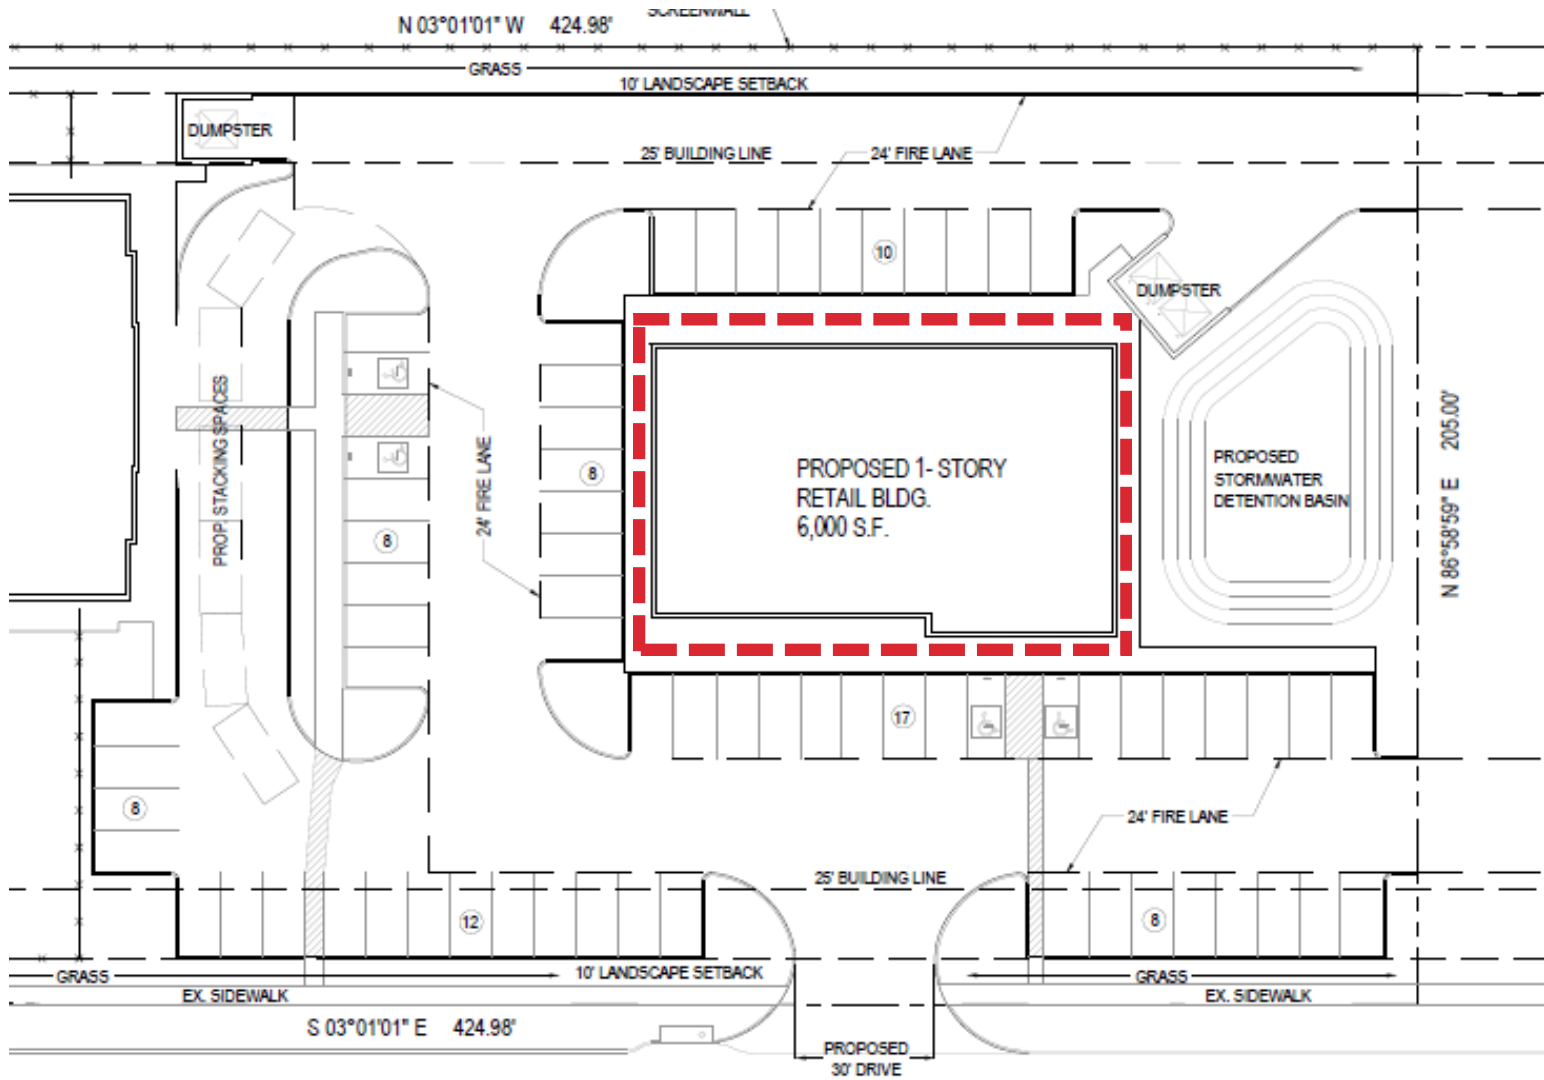 SCREENWALL
N 03°01'01" W 424.98'
GRASS
10' LANDSCAPE SETBACK
DUMPSTER
25' BUILDING LINE
24' FIRE LANE
10
DUMPSTER
PROP. STACKING SPACES
24' FIRE LANE
8
8
PROPOSED 1- STORY
RETAIL BLDG.
6,000 S.F.
PROPOSED
STORMWATER
DETENTION BASIN
N 86°58'59" E 205.00'
17
8
24' FIRE LANE
25' BUILDING LINE
12
8
GRASS
10' LANDSCAPE SETBACK
GRASS
EX. SIDEWALK
EX. SIDEWALK
S 03°01'01" E 424.98'
PROPOSED
30' DRIVE